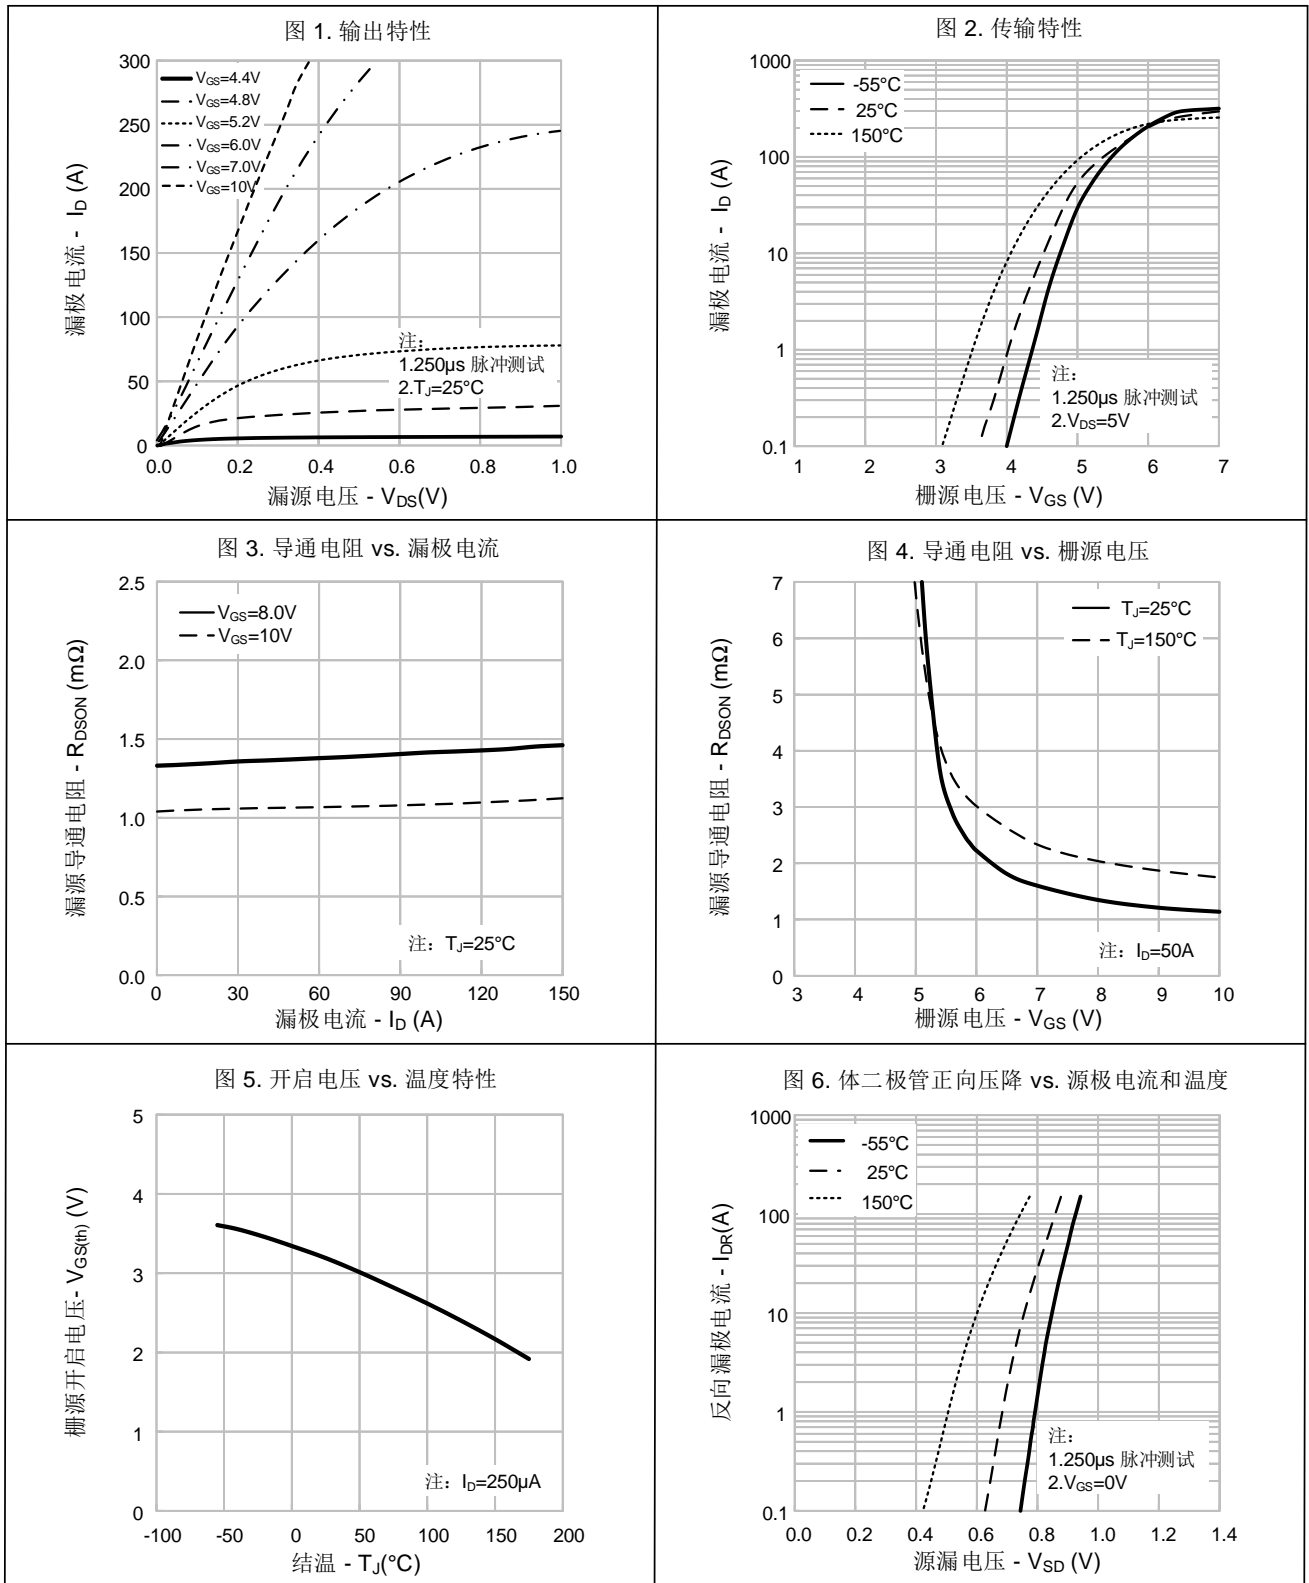 图 1. 输出特性
漏极电流 - ID (A)
300
250
200
150
100
50
0
VGS=4.4V
VGS=4.8V
VGS=5.2V
VGS=6.0V
VGS=7.0V
VGS=10V
注：
1.250µs 脉冲测试
2.TJ=25°C
0.0 0.2 0.4 0.6 0.8 1.0
漏源电压 - VDS(V)
图 2. 传输特性
漏极电流 - ID (A)
1000
100
10
1
0.1
-55°C
25°C
150°C
注：
1.250µs 脉冲测试
2.VDS=5V
1 2 3 4 5 6 7
栅源电压 - VGS (V)
图 3. 导通电阻 vs. 漏极电流
漏源导通电阻 - RDSON (mΩ)
2.5
2.0
1.5
1.0
0.5
0.0
VGS=8.0V
VGS=10V
注：TJ=25°C
0 30 60 90 120 150
漏极电流 - ID (A)
图 4. 导通电阻 vs. 栅源电压
漏源导通电阻 - RDSON (mΩ)
7
6
5
4
3
2
1
0
TJ=25°C
TJ=150°C
注：ID=50A
3 4 5 6 7 8 9 10
栅源电压 - VGS (V)
图 5. 开启电压 vs. 温度特性
栅源开启电压- VGS(th) (V)
5
4
3
2
1
0
注：ID=250µA
-100 -50 0 50 100 150 200
结温 - TJ(°C)
图 6. 体二极管正向压降 vs. 源极电流和温度
反向漏极电流 - IDR(A)
1000
100
10
1
0.1
-55°C
25°C
150°C
注：
1.250µs 脉冲测试
2.VGS=0V
0.0 0.2 0.4 0.6 0.8 1.0 1.2 1.4
源漏电压 - VSD (V)